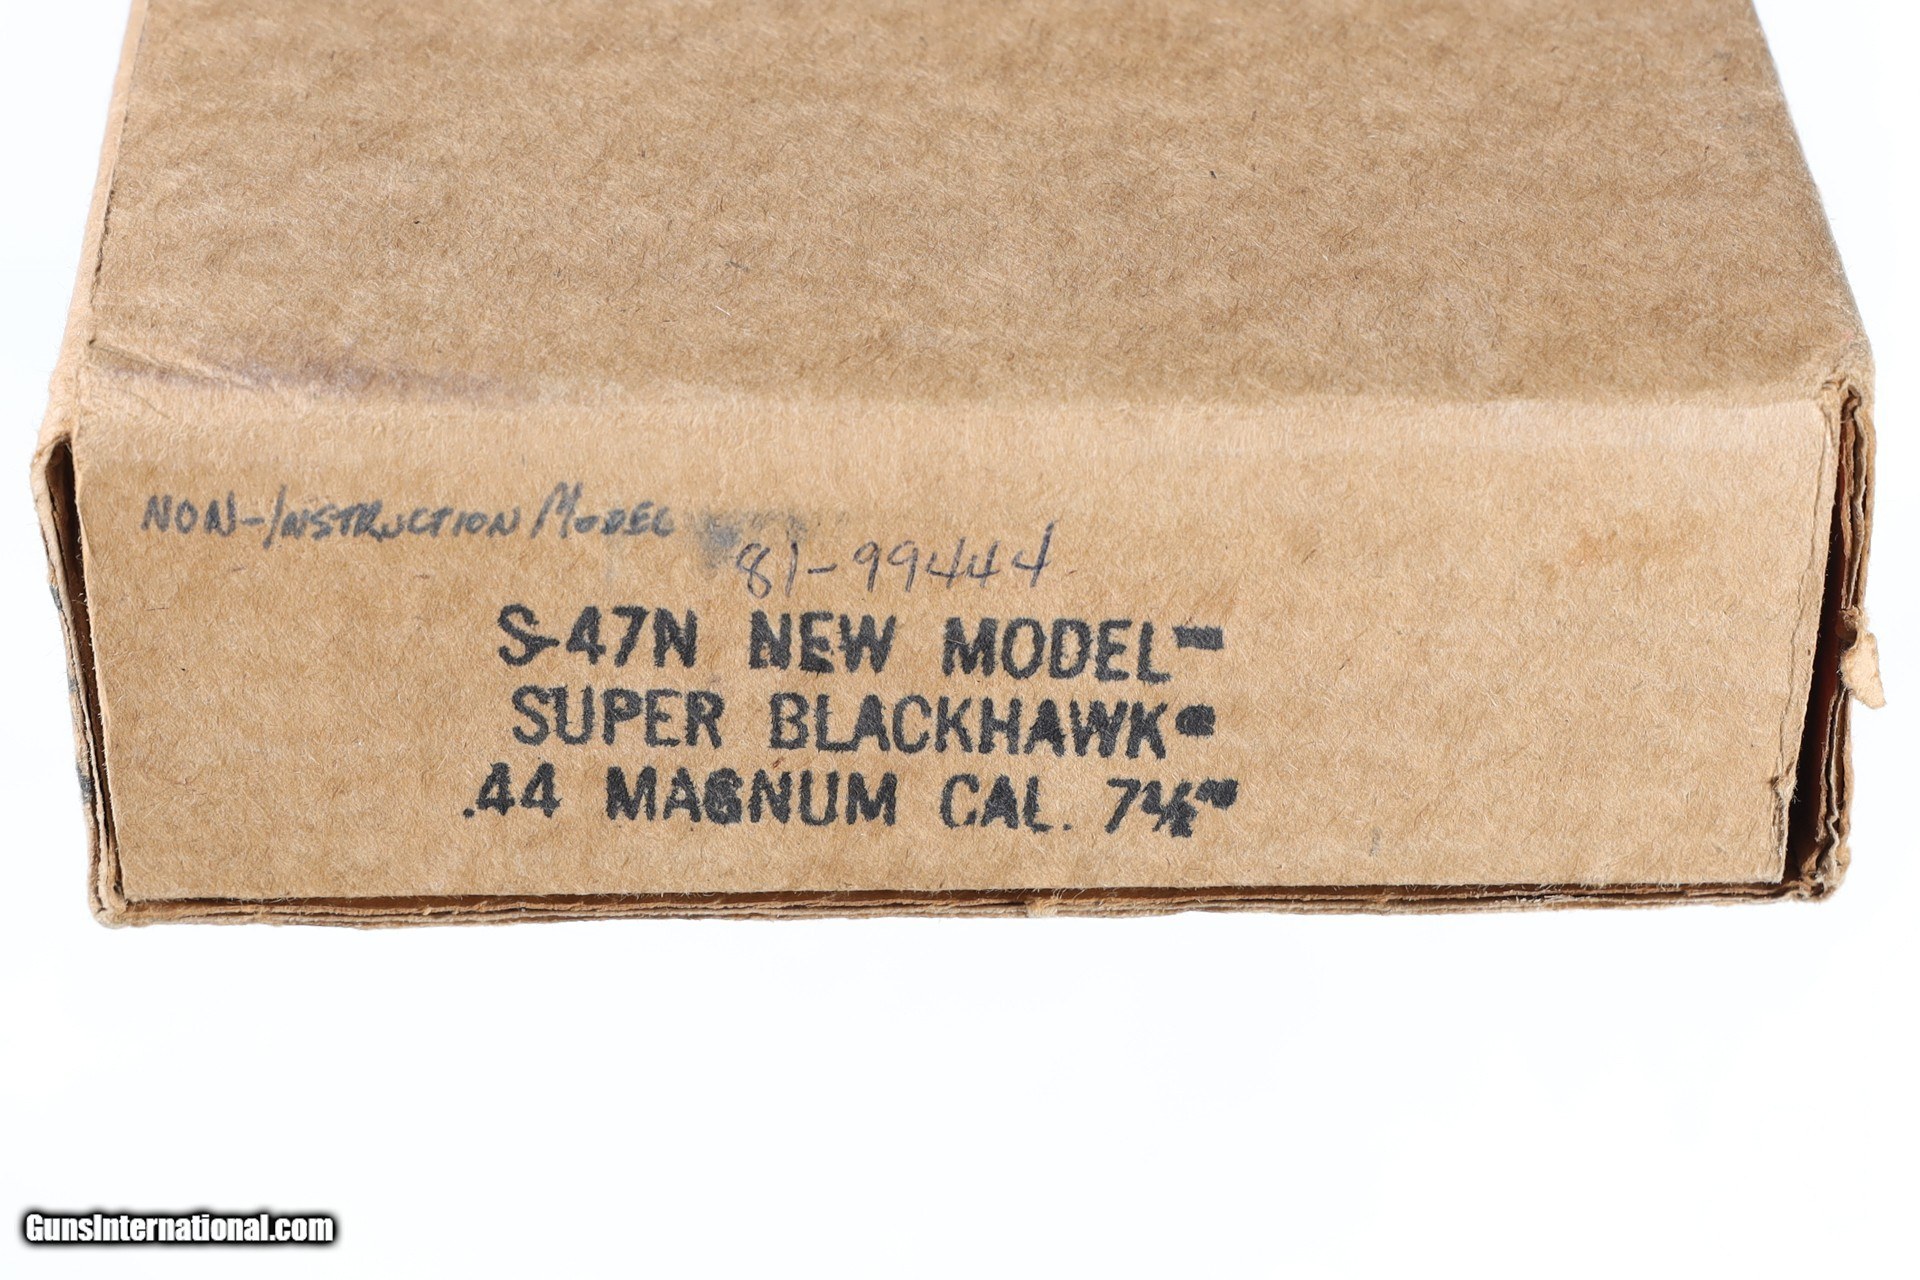 NON-INSTRUCTION MODEL
81-99444
S-47N NEW MODEL
SUPER BLACKHAWK
.44 MAGNUM CAL. 7½"
GunsInternational.com